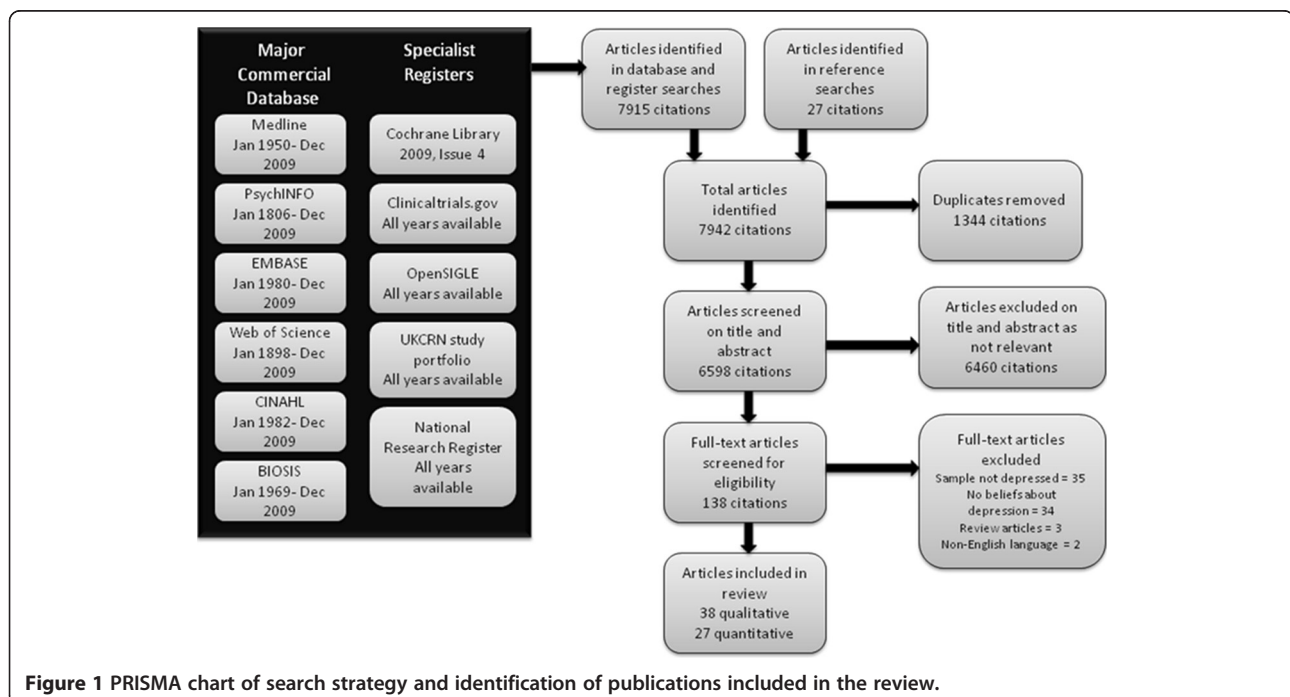 Major
Commercial
Database
Medline
Jan 1950- Dec
2009
PsychINFO
Jan 1806- Dec
2009
EMBASE
Jan 1980- Dec
2009
Web of Science
Jan 1898- Dec
2009
CINAHL
Jan 1982- Dec
2009
BIOSIS
Jan 1969- Dec
2009
Specialist
Registers
Cochrane Library
2009, Issue 4
Clinicaltrials.gov
All years available
OpenSIGLE
All years available
UKCRN study
portfolio
All years available
National
Research Register
All years
available
Articles identified
in database and
register searches
7915 citations
Articles identified
in reference
searches
27 citations
Total articles
identified
7942 citations
Duplicates removed
1344 citations
Articles screened
on title and
abstract
6598 citations
Articles excluded on
title and abstract as
not relevant
6460 citations
Full-text articles
screened for
eligibility
138 citations
Full-text articles
excluded
Sample not depressed = 35
No beliefs about
depression = 34
Review articles = 3
Non-English language = 2
Articles included in
review
38 qualitative
27 quantitative
Figure 1 PRISMA chart of search strategy and identification of publications included in the review.